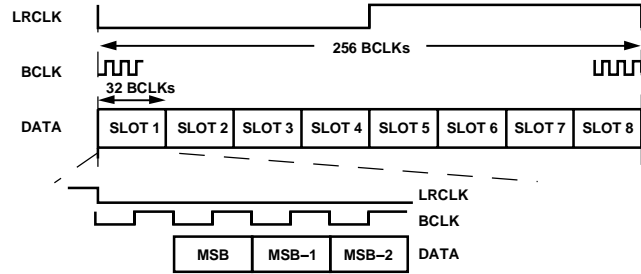 LRCLK
256 BCLKs
BCLK
32 BCLKs
DATA SLOT 1 SLOT 2 SLOT 3 SLOT 4 SLOT 5 SLOT 6 SLOT 7 SLOT 8
LRCLK
BCLK
MSB MSB–1 MSB–2 DATA